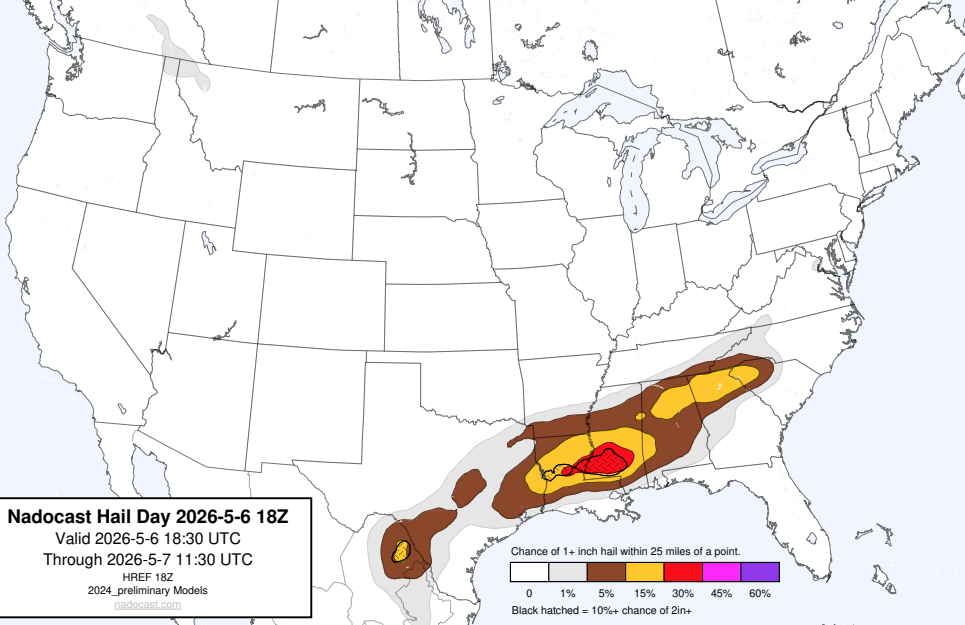 Nadocast Hail Day 2026-5-6 18Z
Valid 2026-5-6 18:30 UTC
Through 2026-5-7 11:30 UTC
HREF 18Z
2024_preliminary Models
nadocast.com
Chance of 1+ inch hail within 25 miles of a point.
0 1% 5% 15% 30% 45% 60%
Black hatched = 10%+ chance of 2in+